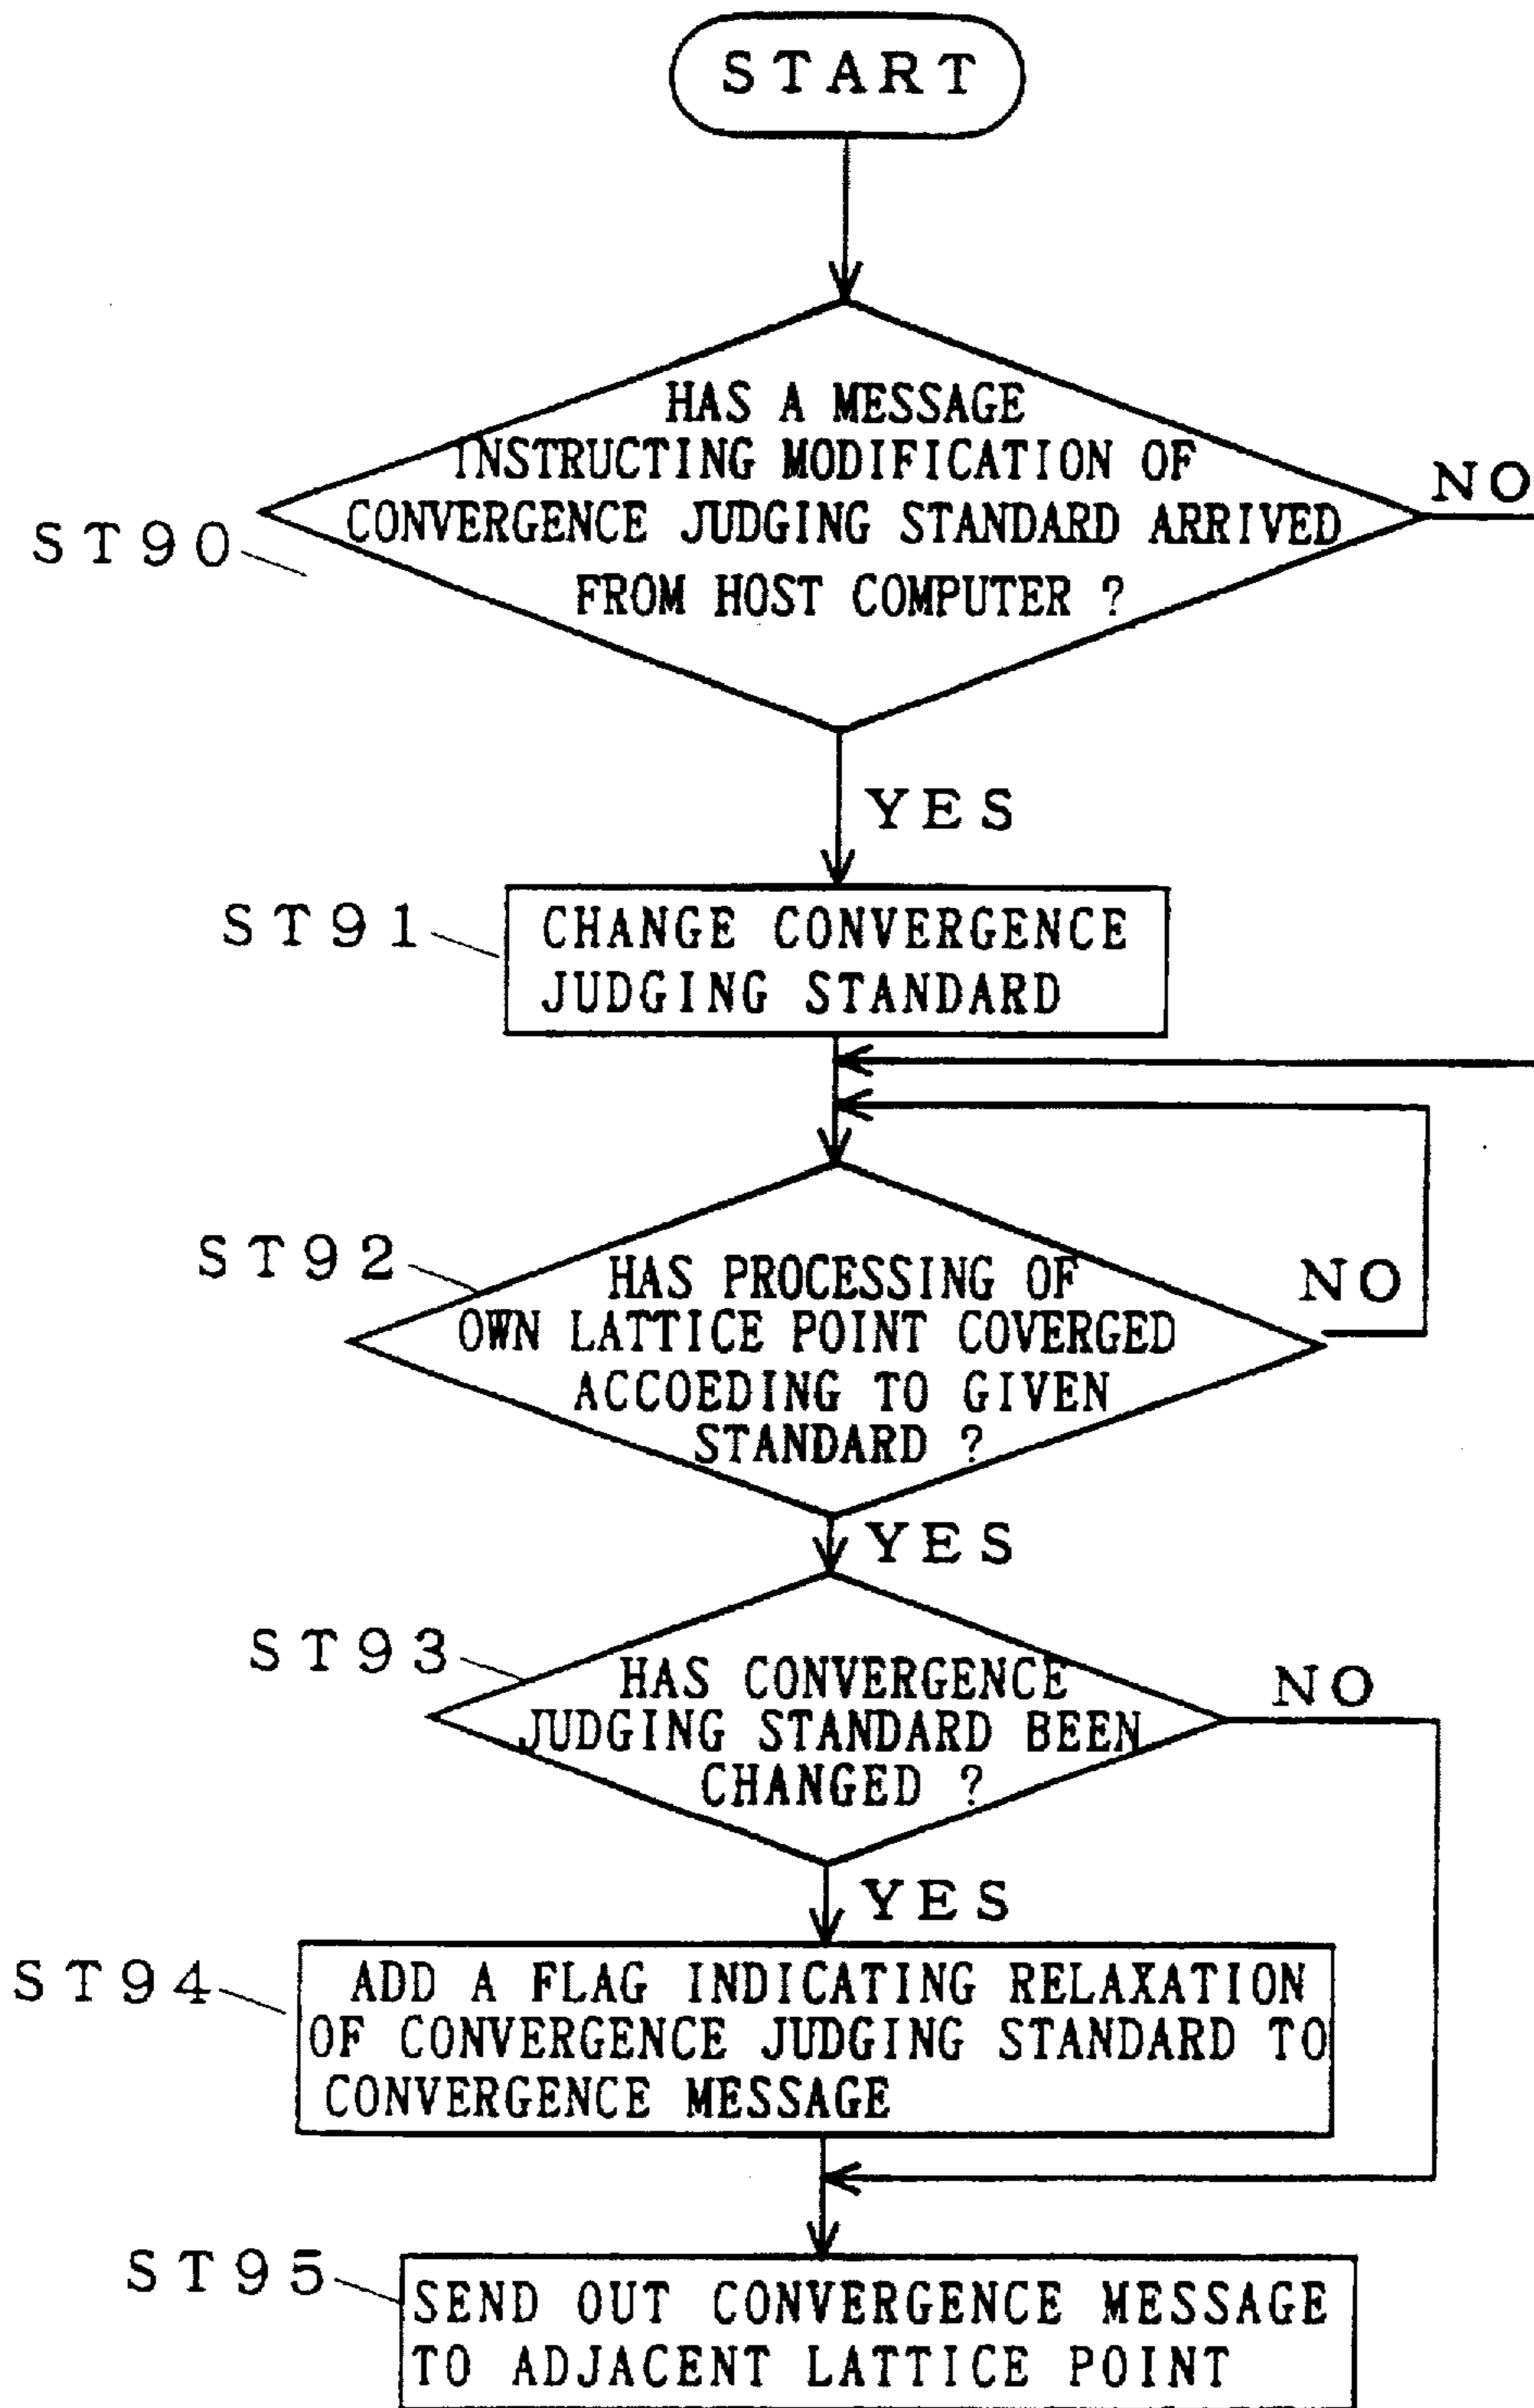 START
HAS A MESSAGE
INSTRUCTING MODIFICATION OF
CONVERGENCE JUDGING STANDARD ARRIVED
FROM HOST COMPUTER ?
NO
ST90
YES
ST91
CHANGE CONVERGENCE
JUDGING STANDARD
ST92
HAS PROCESSING OF
OWN LATTICE POINT COVERGED
ACCOEDING TO GIVEN
STANDARD ?
NO
YES
ST93
HAS CONVERGENCE
JUDGING STANDARD BEEN
CHANGED ?
NO
YES
ST94
ADD A FLAG INDICATING RELAXATION
OF CONVERGENCE JUDGING STANDARD TO
CONVERGENCE MESSAGE
ST95
SEND OUT CONVERGENCE MESSAGE
TO ADJACENT LATTICE POINT